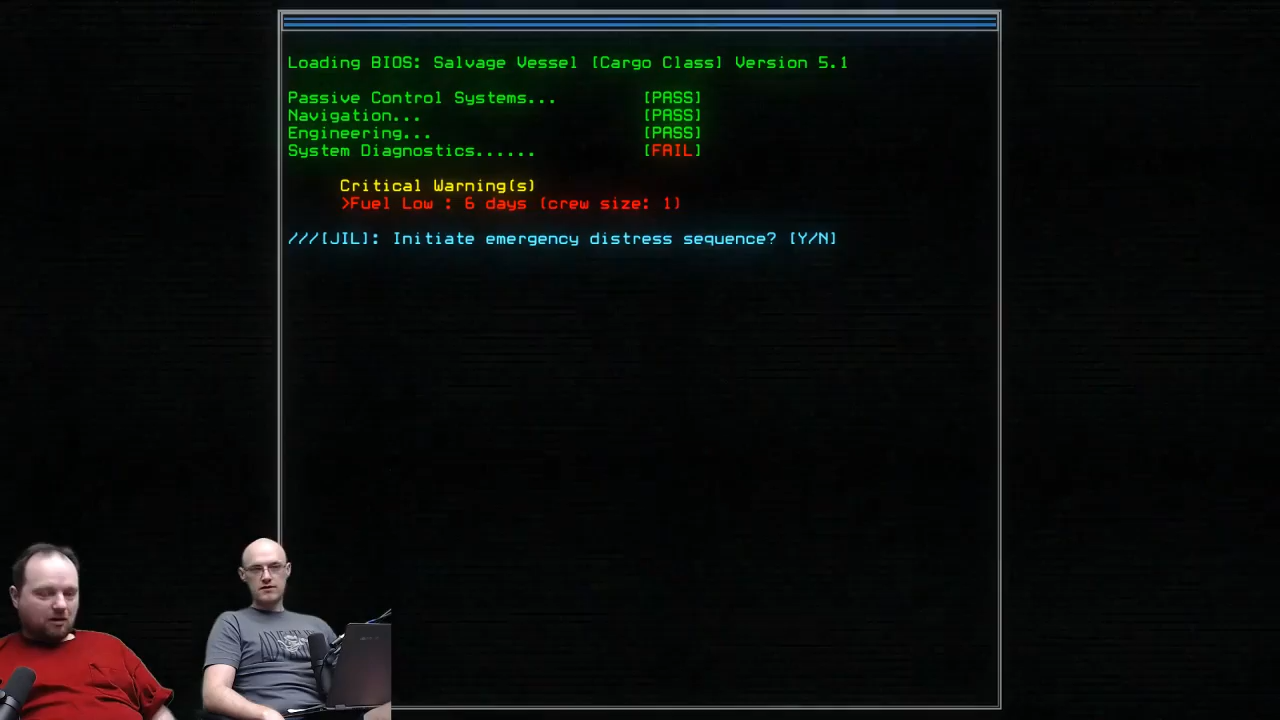 Loading BIOS: Salvage Vessel [Cargo Class] Version 5.1
Passive Control Systems... [PASS]
Navigation... [PASS]
Engineering... [PASS]
System Diagnostics...... [FAIL]
Critical Warning(s)
>Fuel Low : 6 days (crew size: 1)
///[JIL]: Initiate emergency distress sequence? [Y/N]